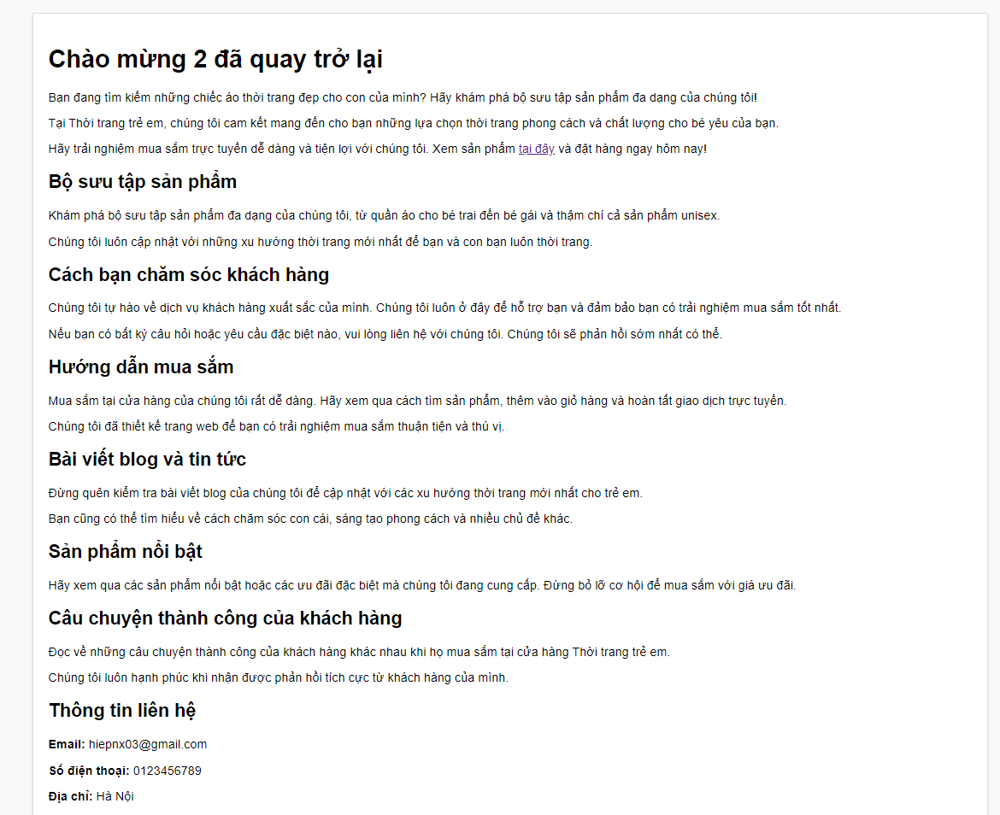 Chào mừng 2 đã quay trở lại
Bạn đang tìm kiếm những chiếc áo thời trang đẹp cho con của mình? Hãy khám phá bộ sưu tập sản phẩm đa dạng của chúng tôi!
Tại Thời trang trẻ em, chúng tôi cam kết mang đến cho bạn những lựa chọn thời trang phong cách và chất lượng cho bé yêu của bạn.
Hãy trải nghiệm mua sắm trực tuyến dễ dàng và tiện lợi với chúng tôi. Xem sản phẩm tại đây và đặt hàng ngay hôm nay!
Bộ sưu tập sản phẩm
Khám phá bộ sưu tập sản phẩm đa dạng của chúng tôi, từ quần áo cho bé trai đến bé gái và thậm chí cả sản phẩm unisex.
Chúng tôi luôn cập nhật với những xu hướng thời trang mới nhất để bạn và con bạn luôn thời trang.
Cách bạn chăm sóc khách hàng
Chúng tôi tự hào về dịch vụ khách hàng xuất sắc của mình. Chúng tôi luôn ở đây để hỗ trợ bạn và đảm bảo bạn có trải nghiệm mua sắm tốt nhất.
Nếu bạn có bất kỳ câu hỏi hoặc yêu cầu đặc biệt nào, vui lòng liên hệ với chúng tôi. Chúng tôi sẽ phản hồi sớm nhất có thể.
Hướng dẫn mua sắm
Mua sắm tại cửa hàng của chúng tôi rất dễ dàng. Hãy xem qua cách tìm sản phẩm, thêm vào giỏ hàng và hoàn tất giao dịch trực tuyến.
Chúng tôi đã thiết kế trang web để bạn có trải nghiệm mua sắm thuận tiện và thú vị.
Bài viết blog và tin tức
Đừng quên kiểm tra bài viết blog của chúng tôi để cập nhật với các xu hướng thời trang mới nhất cho trẻ em.
Bạn cũng có thể tìm hiểu về cách chăm sóc con cái, sáng tạo phong cách và nhiều chủ đề khác.
Sản phẩm nổi bật
Hãy xem qua các sản phẩm nổi bật hoặc các ưu đãi đặc biệt mà chúng tôi đang cung cấp. Đừng bỏ lỡ cơ hội để mua sắm với giá ưu đãi.
Câu chuyện thành công của khách hàng
Đọc về những câu chuyện thành công của khách hàng khác nhau khi họ mua sắm tại cửa hàng Thời trang trẻ em.
Chúng tôi luôn hạnh phúc khi nhận được phản hồi tích cực từ khách hàng của mình.
Thông tin liên hệ
Email: hiepnx03@gmail.com
Số điện thoại: 0123456789
Địa chỉ: Hà Nội